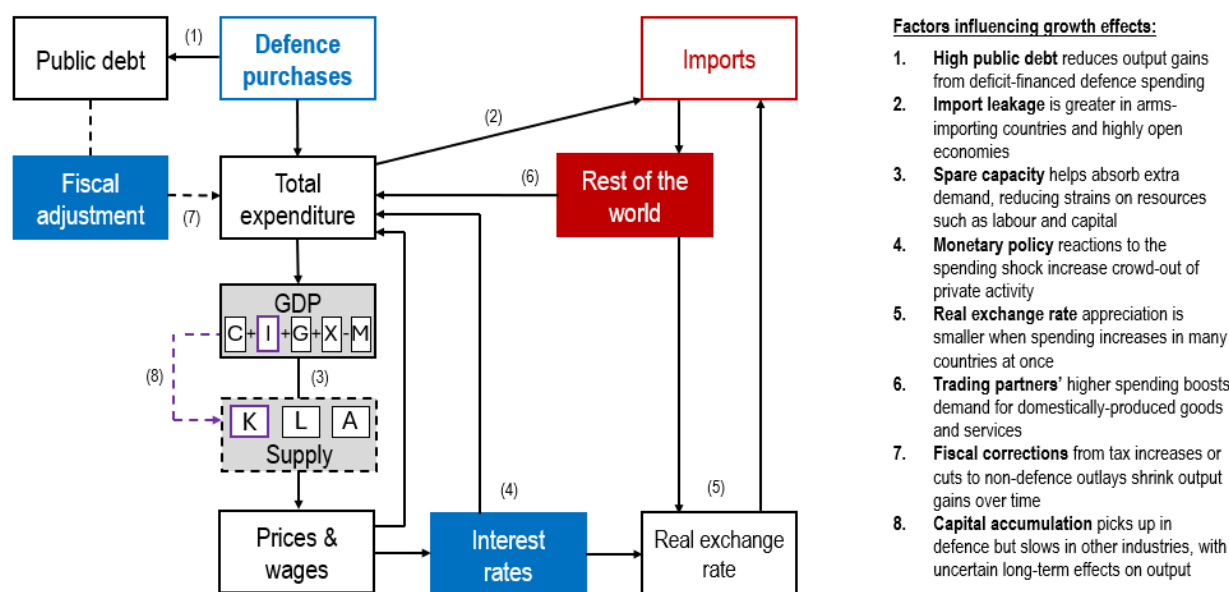 Public debt
(1)
Defence
purchases
Imports
(2)
Fiscal
adjustment
(7)
Total
expenditure
(6)
Rest of the
world
GDP
C+I+G+X-M
(8)
(3)
K L A
Supply
(4)
(5)
Prices &
wages
Interest
rates
Real exchange
rate
Factors influencing growth effects:
1. High public debt reduces output gains
from deficit-financed defence spending
2. Import leakage is greater in arms-
importing countries and highly open
economies
3. Spare capacity helps absorb extra
demand, reducing strains on resources
such as labour and capital
4. Monetary policy reactions to the
spending shock increase crowd-out of
private activity
5. Real exchange rate appreciation is
smaller when spending increases in many
countries at once
6. Trading partners' higher spending boosts
demand for domestically-produced goods
and services
7. Fiscal corrections from tax increases or
cuts to non-defence outlays shrink output
gains over time
8. Capital accumulation picks up in
defence but slows in other industries, with
uncertain long-term effects on output